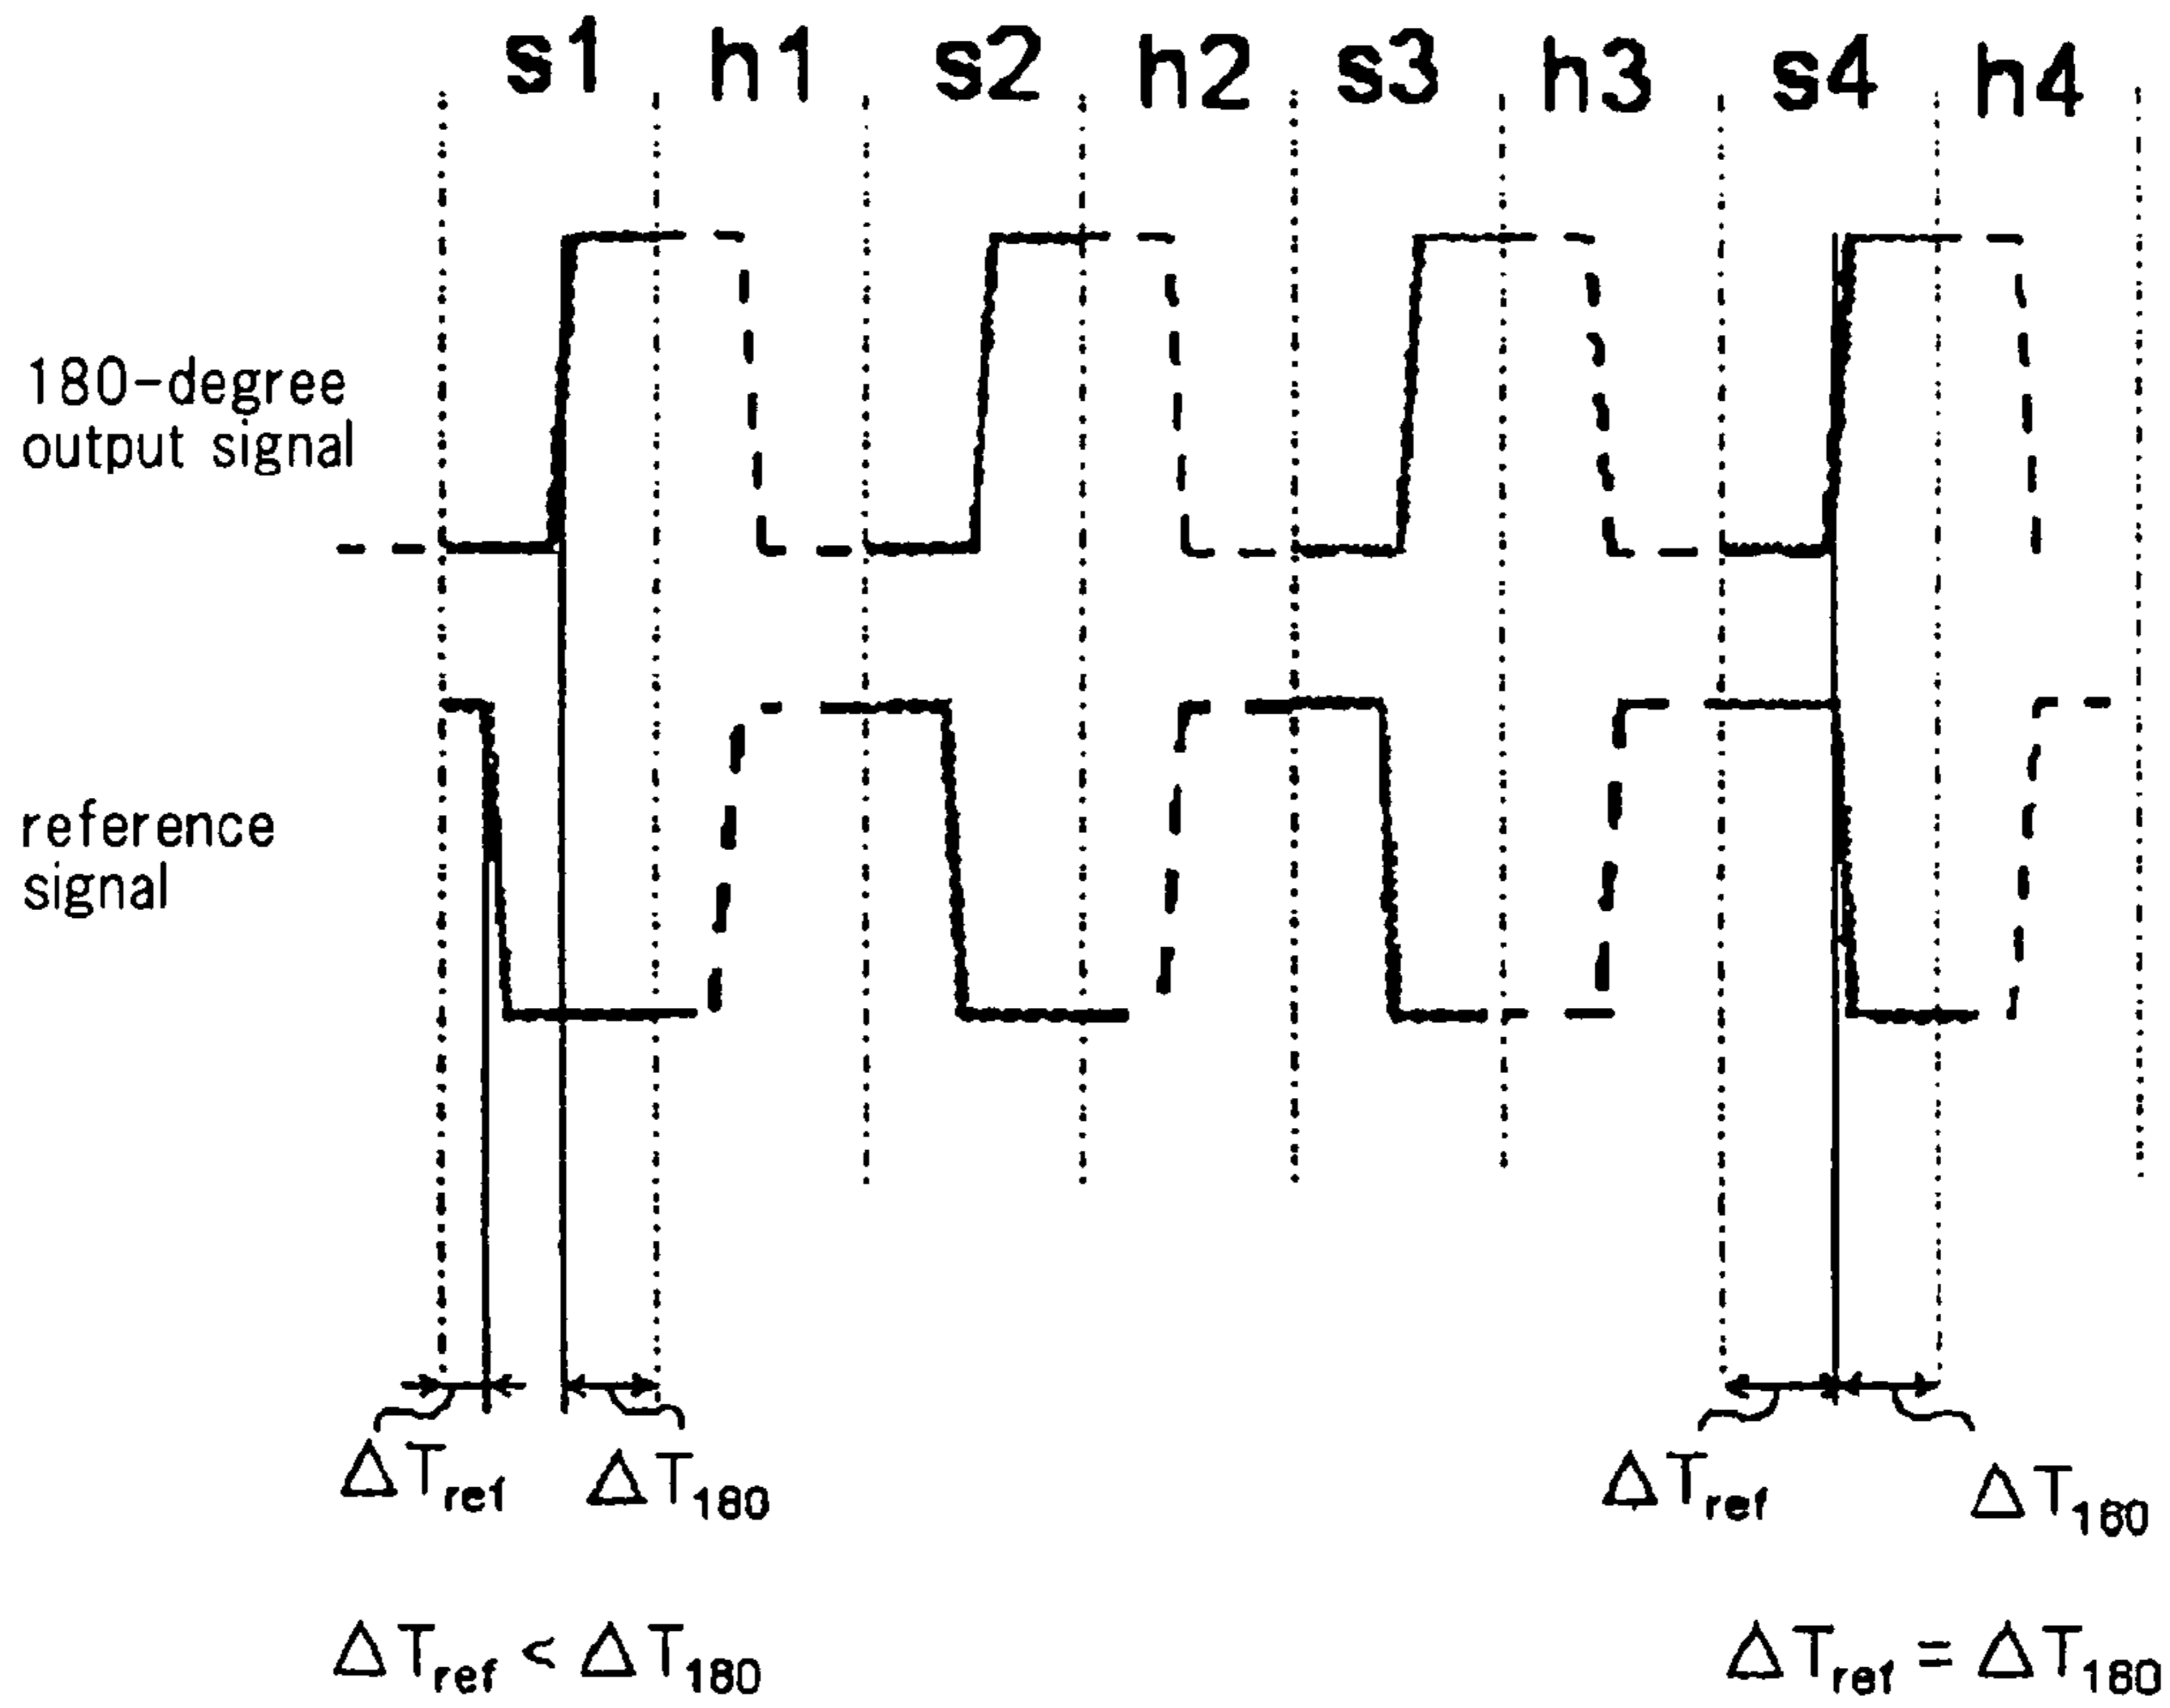 s1 h1 s2 h2 s3 h3 s4 h4
180-degree
output signal
reference
signal
ΔTref ΔT180 ΔTref ΔT180
ΔTref < ΔT180 ΔTref = ΔT180